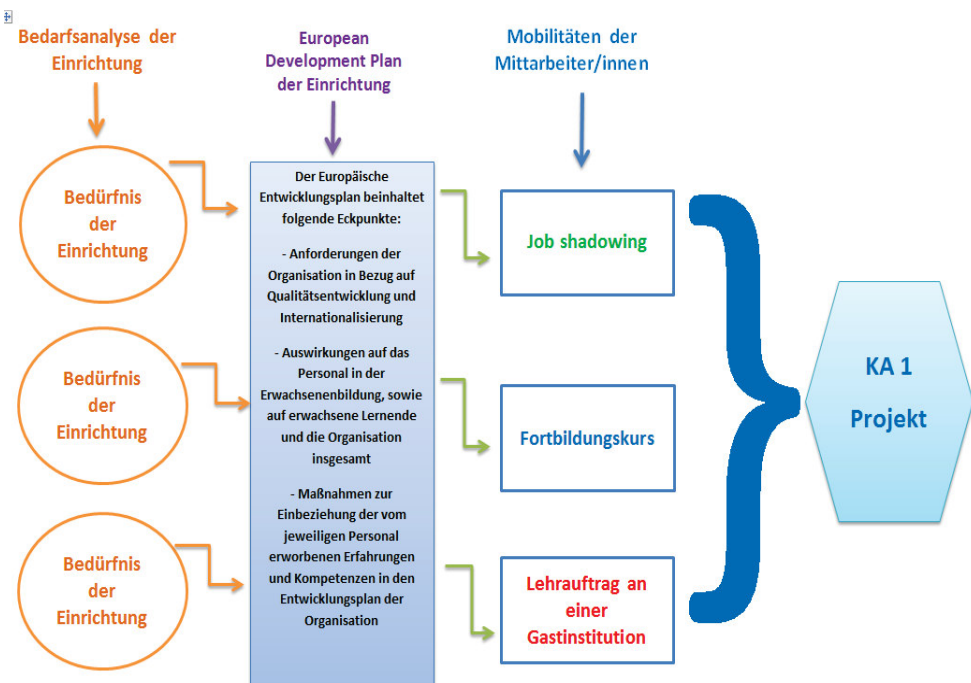 Bedarfsanalyse der
Einrichtung
European
Development Plan
der Einrichtung
Mobilitäten der
Mittarbeiter/innen
Bedürfnis
der
Einrichtung
Bedürfnis
der
Einrichtung
Bedürfnis
der
Einrichtung
Der Europäische
Entwicklungsplan beinhaltet
folgende Eckpunkte:
- Anforderungen der
Organisation in Bezug auf
Qualitätsentwicklung und
Internationalisierung
- Auswirkungen auf das
Personal in der
Erwachsenenbildung, sowie
auf erwachsene Lernende
und die Organisation
insgesamt
- Maßnahmen zur
Einbeziehung der vom
jeweiligen Personal
erworbenen Erfahrungen
und Kompetenzen in den
Entwicklungsplan der
Organisation
Job shadowing
Fortbildungskurs
Lehrauftrag an
einer
Gastinstitution
KA 1
Projekt